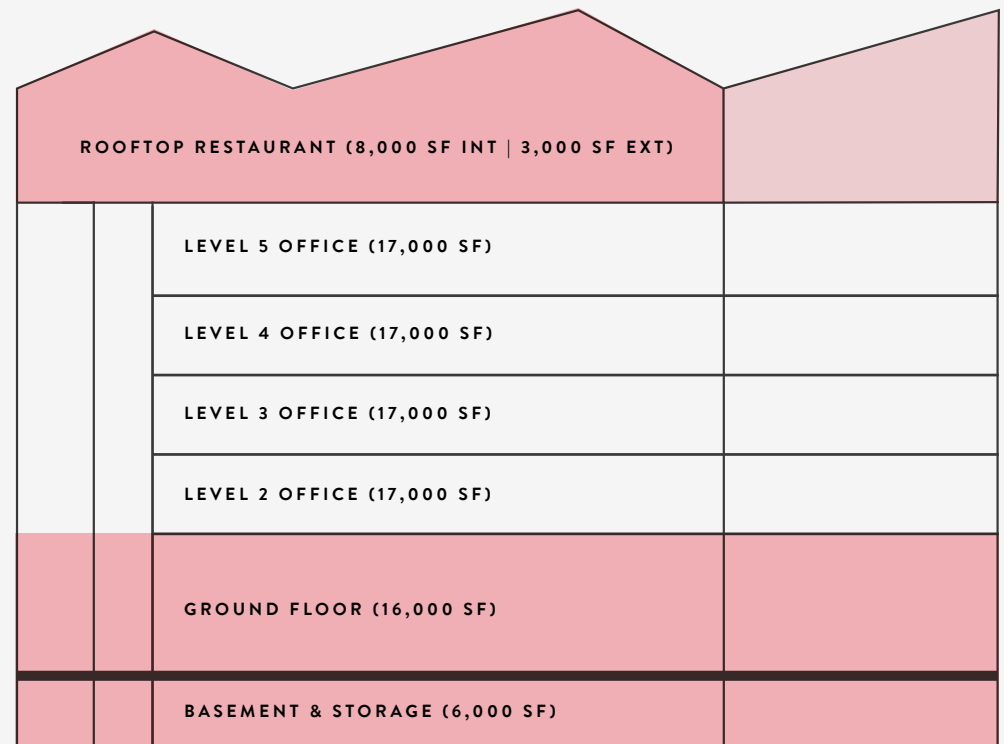 ROOFTOP RESTAURANT (8,000 SF INT | 3,000 SF EXT)
LEVEL 5 OFFICE (17,000 SF)
LEVEL 4 OFFICE (17,000 SF)
LEVEL 3 OFFICE (17,000 SF)
LEVEL 2 OFFICE (17,000 SF)
GROUND FLOOR (16,000 SF)
BASEMENT & STORAGE (6,000 SF)